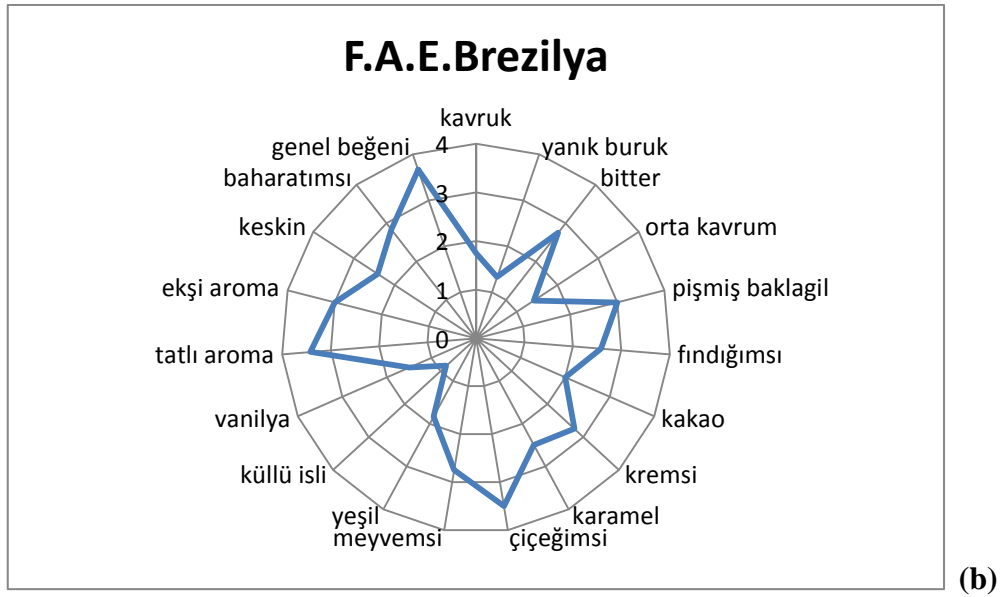 F.A.E.Brezilya
kavruk
yanık buruk
bitter
orta kavrum
pişmiş baklagil
fındığımsı
kakao
kremsi
karamel
çiçeğimsi
meyvemsi
yeşil
küllü isli
vanilya
tatlı aroma
ekşi aroma
keskin
baharatımsı
genel beğeni
4
3
2
1
0
(b)